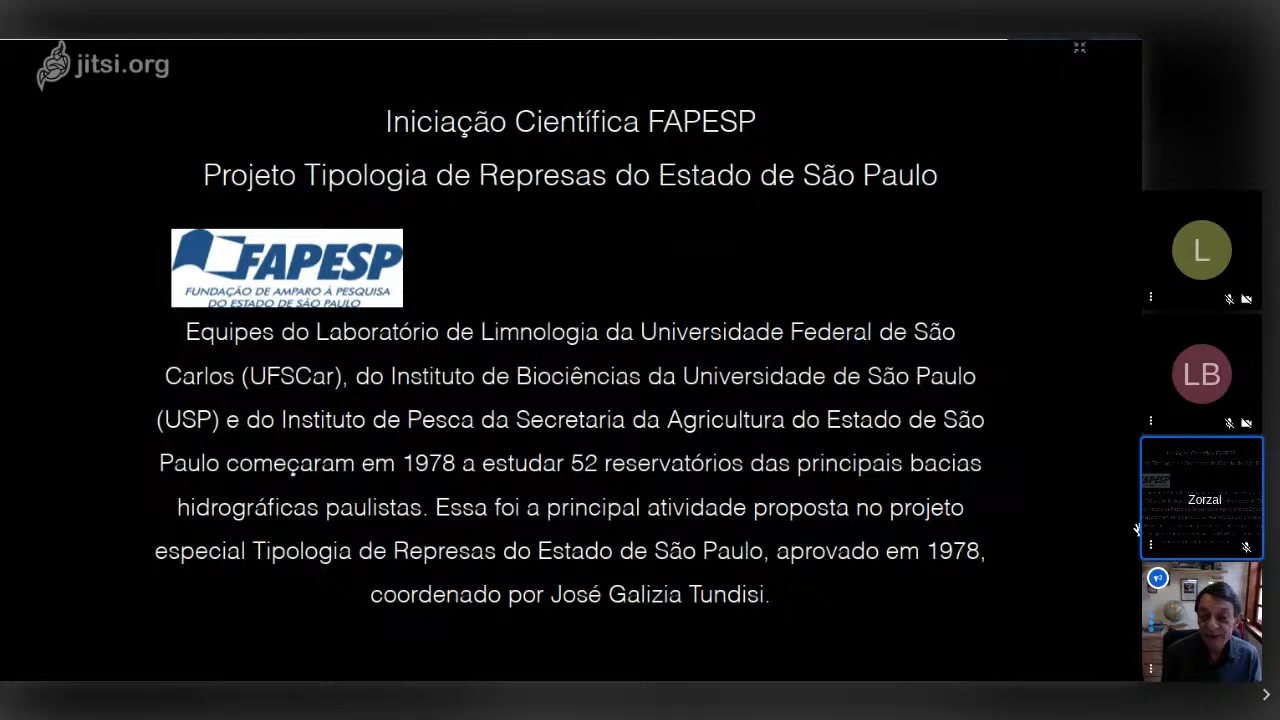 jitsi.org
Iniciação Científica FAPESP
Projeto Tipologia de Represas do Estado de São Paulo
FAPESP
FUNDAÇÃO DE AMPARO À PESQUISA
DO ESTADO DE SÃO PAULO
Equipes do Laboratório de Limnologia da Universidade Federal de São
Carlos (UFSCar), do Instituto de Biociências da Universidade de São Paulo
(USP) e do Instituto de Pesca da Secretaria da Agricultura do Estado de São
Paulo começaram em 1978 a estudar 52 reservatórios das principais bacias
hidrográficas paulistas. Essa foi a principal atividade proposta no projeto
especial Tipologia de Represas do Estado de São Paulo, aprovado em 1978,
coordenado por José Galizia Tundisi.
L
LB
Zorzal